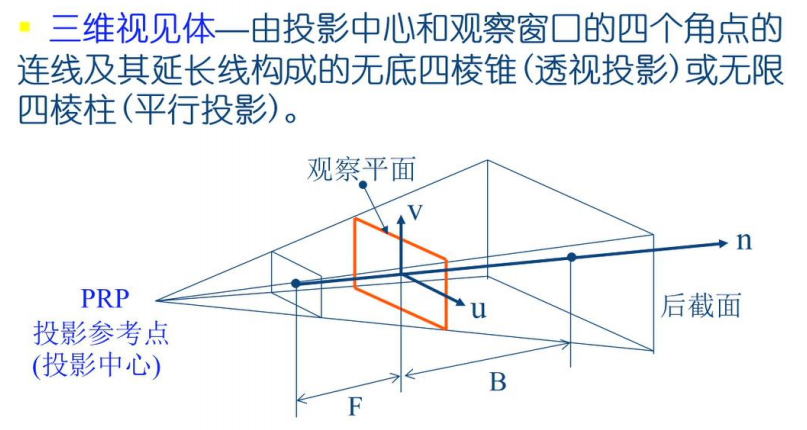 三维视见体—由投影中心和观察窗口的四个角点的
连线及其延长线构成的无底四棱锥(透视投影)或无限
四棱柱(平行投影)。
观察平面
v
n
PRP
u
后截面
投影参考点
(投影中心)
B
F